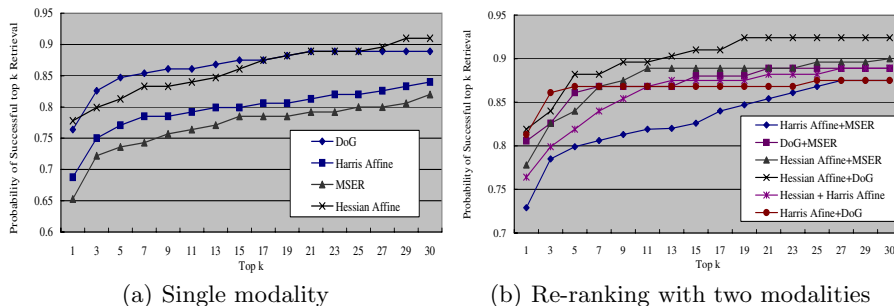 Probability of Successful top k Retrieval
0.95
0.9
0.85
0.8
0.75
0.7
0.65
0.6
DoG
Harris Affine
MSER
Hessian Affine
1 3 5 7 9 11 13 15 17 19 21 23 25 27 29 30
Top k
(a) Single modality
Probability of Successful top k Retrieval
0.95
0.9
0.85
0.8
0.75
0.7
Harris Affine+MSER
DoG+MSER
Hessian Affine+MSER
Hessian Affine+DoG
Hessian + Harris Affine
Harris Afine+DoG
1 3 5 7 9 11 13 15 17 19 21 23 25 27 29 30
Top k
(b) Re-ranking with two modalities